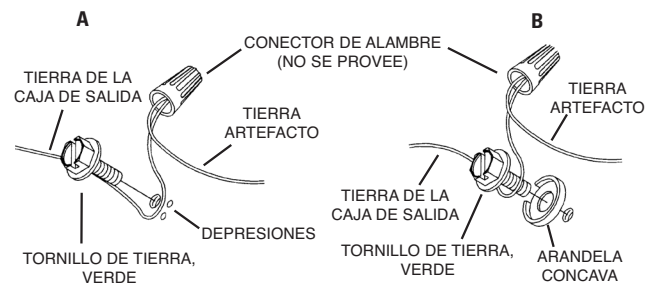 A
B
CONECTOR DE ALAMBRE
(NO SE PROVEE)
TIERRA DE LA
CAJA DE SALIDA
TIERRA
ARTEFACTO
DEPRESIONES
TORNILLO DE TIERRA,
VERDE
TIERRA
ARTEFACTO
TIERRA DE LA
CAJA DE SALIDA
TORNILLO DE TIERRA,
VERDE
ARANDELA
CONCAVA